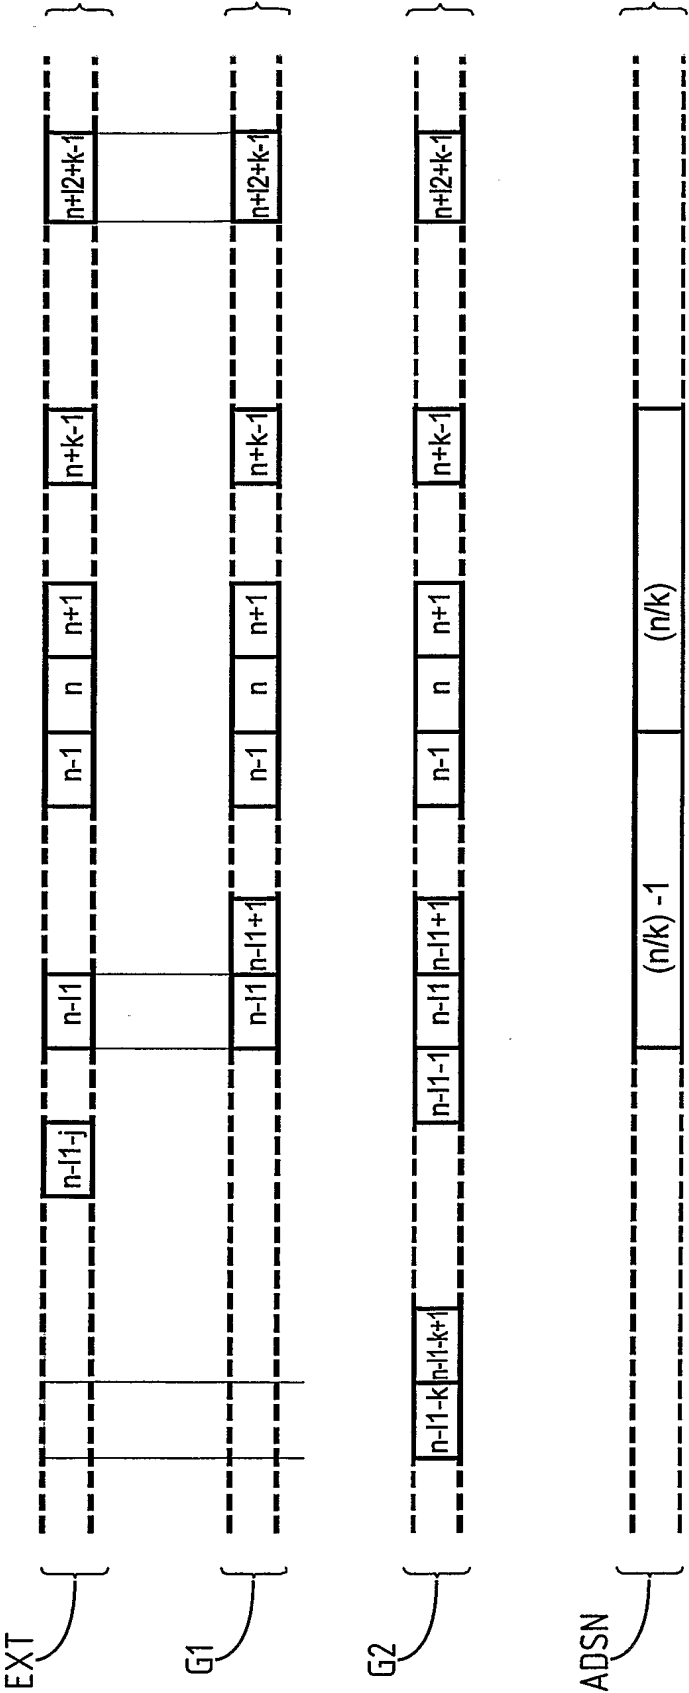 EXT
n-l1-j
n-l1
n-1
n
n+1
n+k-1
n+l2+k-1
G1
n-l1
n-l1+1
n-1
n
n+1
n+k-1
n+l2+k-1
G2
n-l1-k
n-l1-k+1
n-l1-1
n-l1
n-l1+1
n-1
n
n+1
n+k-1
n+l2+k-1
ADSN
(n/k) -1
(n/k)